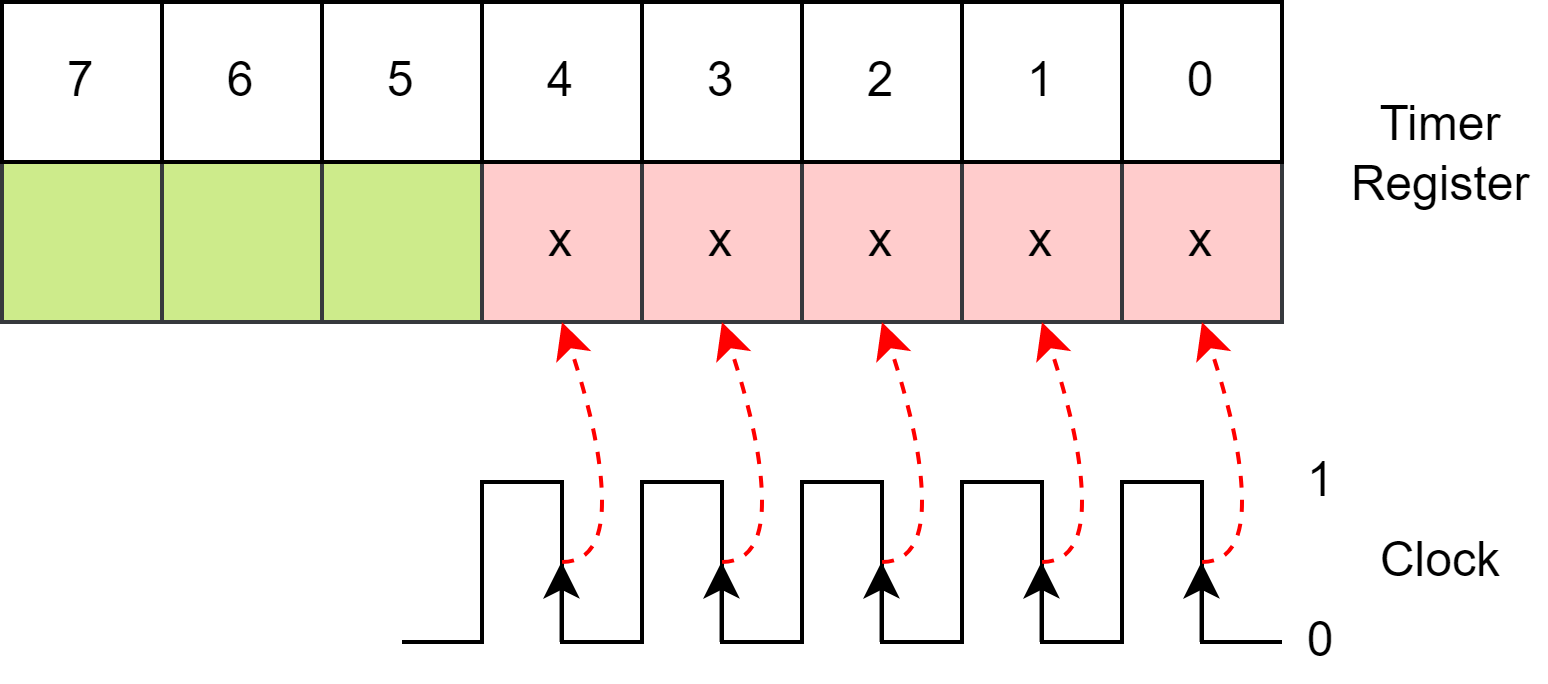 7 6 5 4 3 2 1 0
Timer
Register
x x x x x
1
Clock
0